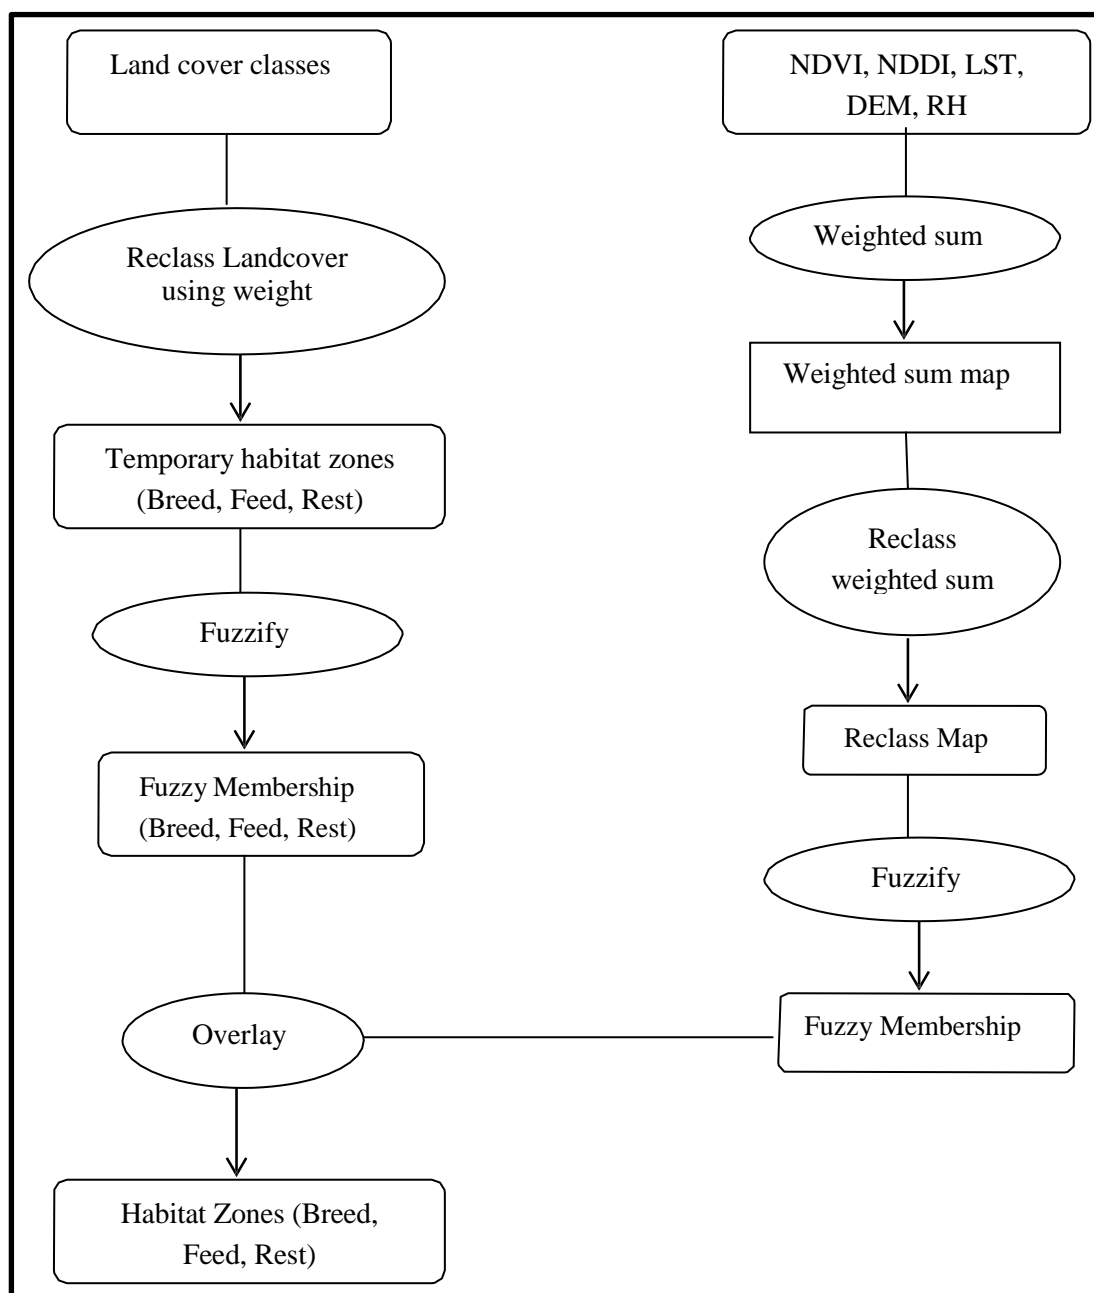 Land cover classes
Reclass Landcover
using weight
Temporary habitat zones
(Breed, Feed, Rest)
Fuzzify
Fuzzy Membership
(Breed, Feed, Rest)
Overlay
Habitat Zones (Breed,
Feed, Rest)
NDVI, NDDI, LST,
DEM, RH
Weighted sum
Weighted sum map
Reclass
weighted sum
Reclass Map
Fuzzify
Fuzzy Membership